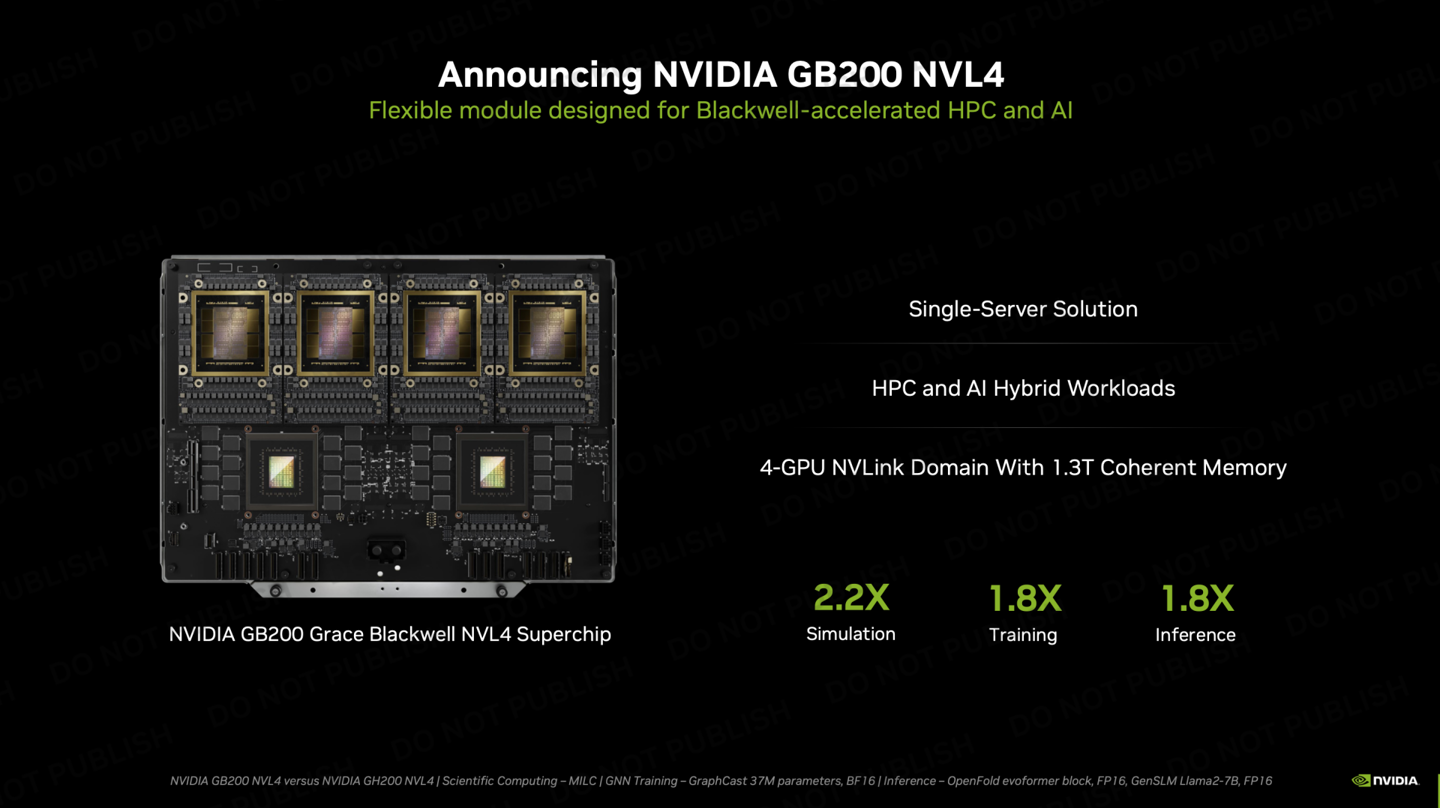 Announcing NVIDIA GB200 NVL4
Flexible module designed for Blackwell-accelerated HPC and AI
Single-Server Solution
HPC and AI Hybrid Workloads
4-GPU NVLink Domain With 1.3T Coherent Memory
2.2X
Simulation
1.8X
Training
1.8X
Inference
NVIDIA GB200 Grace Blackwell NVL4 Superchip
NVIDIA GB200 NVL4 versus NVIDIA GH200 NVL4 | Scientific Computing – MILC | GNN Training – GraphCast 37M parameters, BF16 | Inference – OpenFold evoformer block, FP16, GenSLM Llama2-7B, FP16
NVIDIA
DO NOT PUBLISH